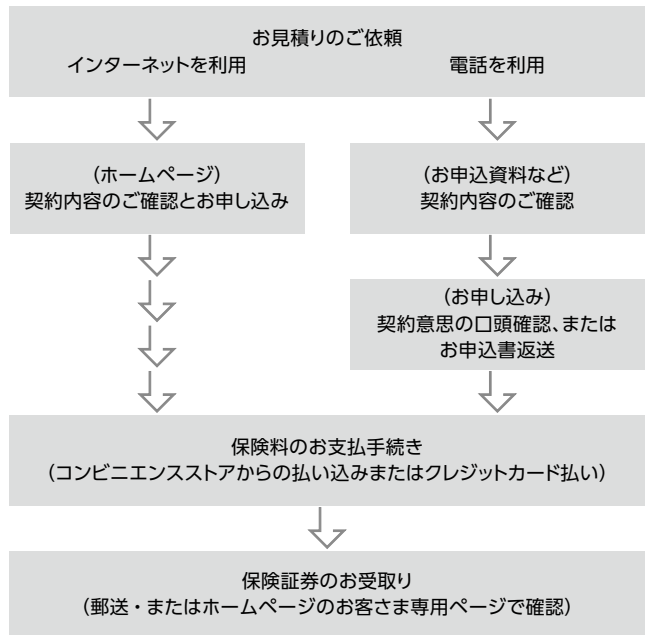 お見積りのご依頼
インターネットを利用
電話を利用
（ホームページ）
契約内容のご確認とお申し込み
（お申込資料など）
契約内容のご確認
（お申し込み）
契約意思の口頭確認、または
お申込書返送
保険料のお支払手続き
（コンビニエンスストアからの払い込みまたはクレジットカード払い）
保険証券のお受取り
（郵送・またはホームページのお客さま専用ページで確認）